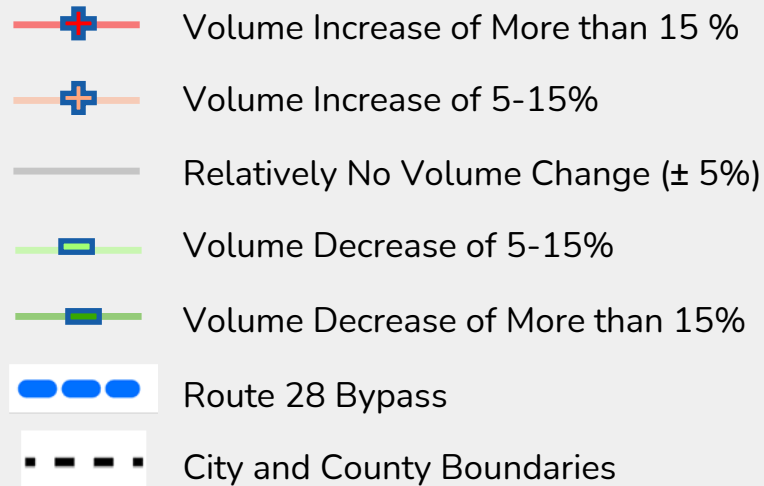 Volume Increase of More than 15 %
Volume Increase of 5-15%
Relatively No Volume Change (± 5%)
Volume Decrease of 5-15%
Volume Decrease of More than 15%
Route 28 Bypass
City and County Boundaries